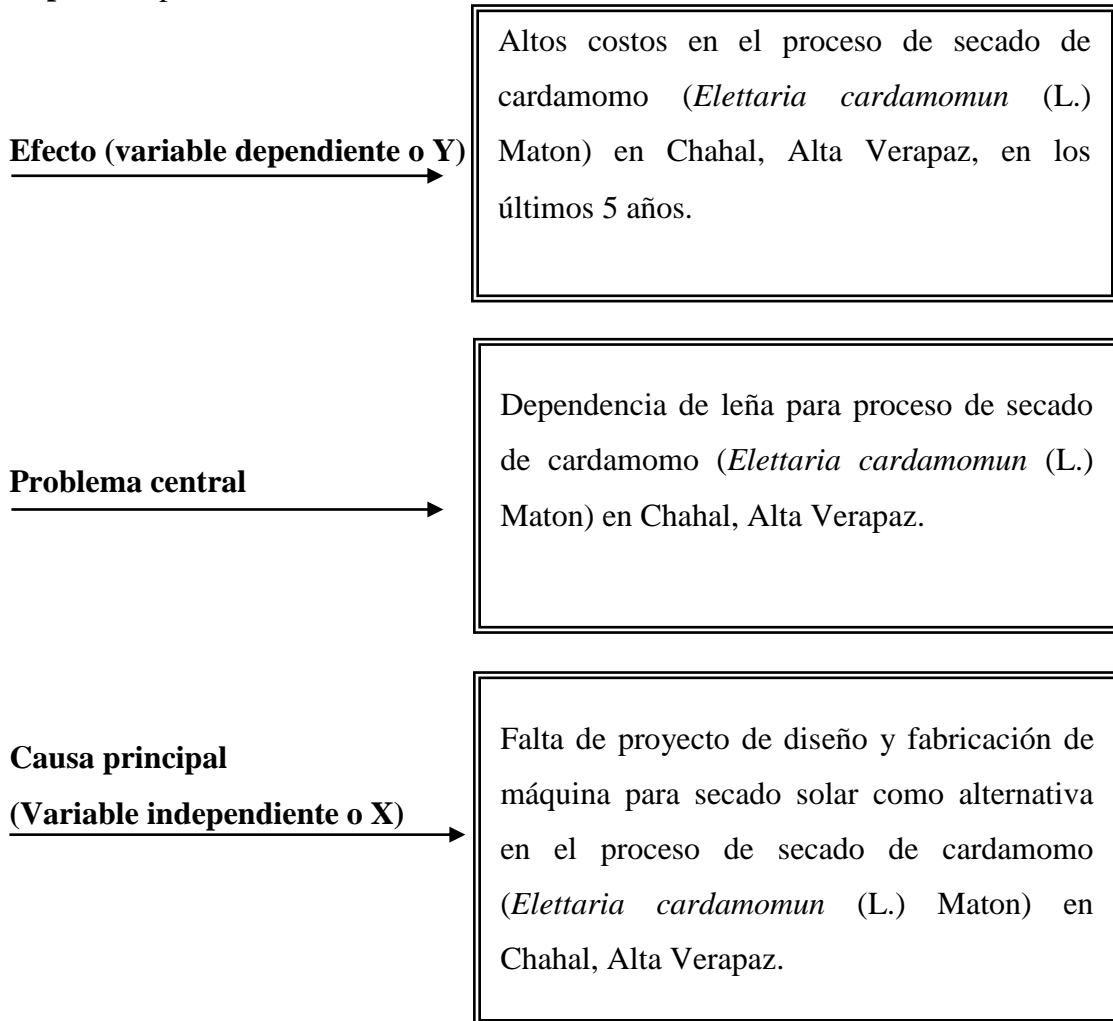 Efecto (variable dependiente o Y)
Altos costos en el proceso de secado de
cardamomo (Elettaria cardamomun (L.)
Maton) en Chahal, Alta Verapaz, en los
últimos 5 años.
Problema central
Dependencia de leña para proceso de secado
de cardamomo (Elettaria cardamomun (L.)
Maton) en Chahal, Alta Verapaz.
Causa principal
(Variable independiente o X)
Falta de proyecto de diseño y fabricación de
máquina para secado solar como alternativa
en el proceso de secado de cardamomo
(Elettaria cardamomun (L.) Maton) en
Chahal, Alta Verapaz.